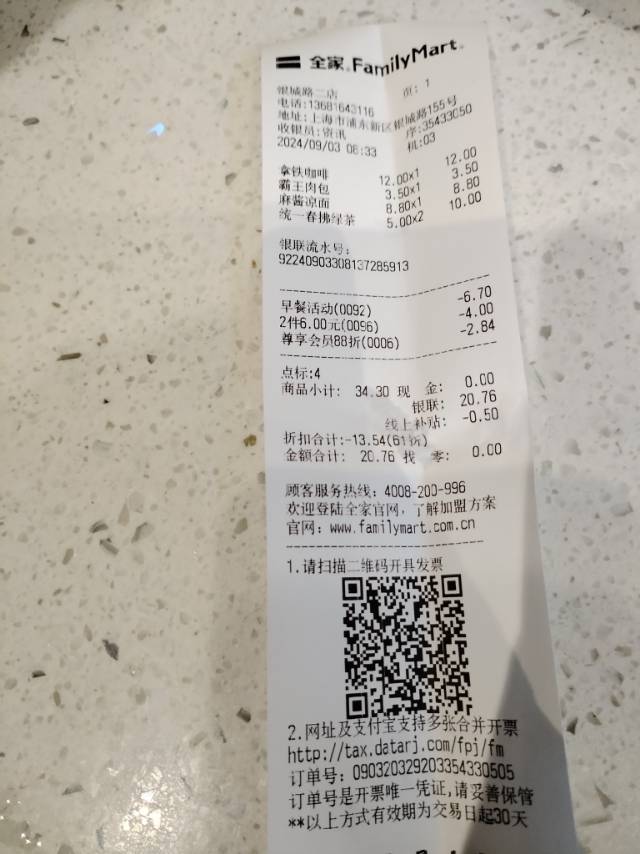 全家 FamilyMart
银城路二店 页: 1
电话:13681643116
地址:上海市浦东新区银城路155号
收银员:资讯 序:35433050
2024/09/03 08:33 机:03
拿铁咖啡 12.00x1 12.00
霸王肉包 3.50x1 3.50
麻酱凉面 8.80x1 8.80
统一春拂绿茶 5.00x2 10.00
银联流水号:
92240903308137285913
早餐活动(0092) -6.70
2件6.00元(0096) -4.00
尊享会员88折(0006) -2.84
点标:4
商品小计: 34.30 现 金: 0.00
银联: 20.76
线上补贴: -0.50
折扣合计:-13.54(61折)
金额合计: 20.76 找 零: 0.00
顾客服务热线: 4008-200-996
欢迎登陆全家官网,了解加盟方案
官网: www.familymart.com.cn
1.请扫描二维码开具发票
2.网址及支付宝支持多张合并开票
http://tax.datarj.com/fpj/fm
订单号: 090320329203354330505
订单号是开票唯一凭证,请妥善保管
**以上方式有效期为交易日起30天